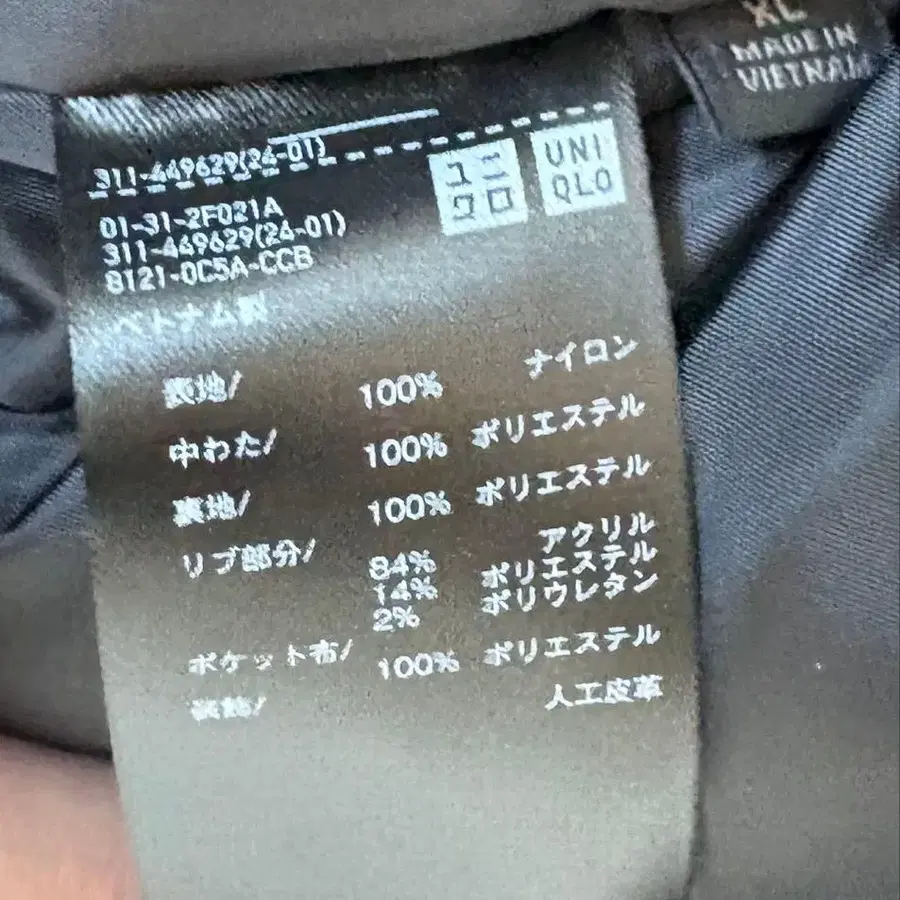 XL
MADE IN
VIETNAM
311-449629(24-01)
ユニ
クロ
UNI
QLO
01-31-2F021A
311-449629(24-01)
8121-0C5A-CCB
ベトナム製
表地/ 100% ナイロン
中わた/ 100% ポリエステル
裏地/ 100% ポリエステル
リブ部分/ 84% アクリル
14% ポリエステル
2% ポリウレタン
ポケット布/ 100% ポリエステル
人工皮革